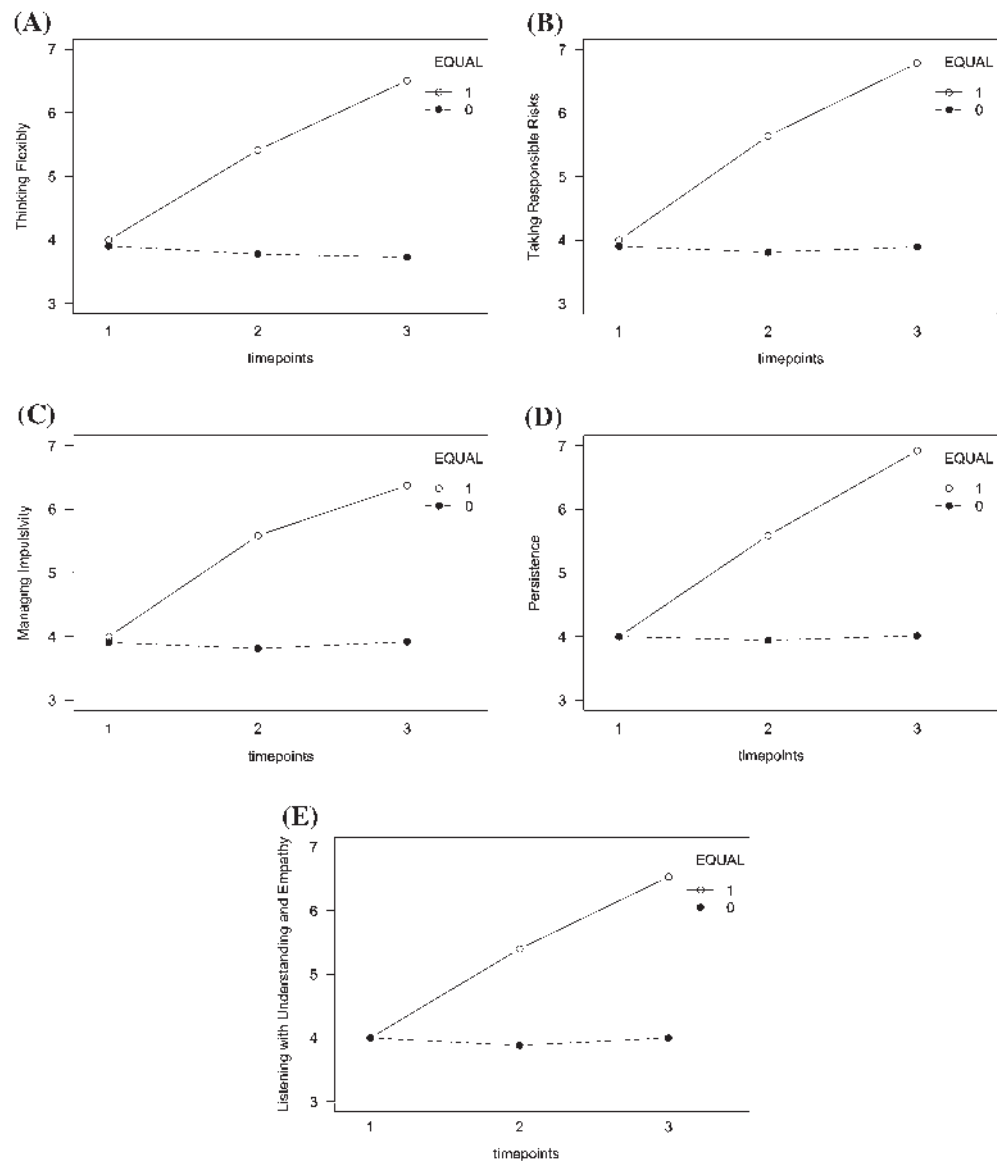 (A)
7
6
5
4
3
Thinking Flexibly
EQUAL
1
0
1
2
3
timepoints
(B)
7
6
5
4
3
Taking Responsible Risks
EQUAL
1
0
1
2
3
timepoints
(C)
7
6
5
4
3
Managing Impulsivity
EQUAL
1
0
1
2
3
timepoints
(D)
7
6
5
4
3
Persistence
EQUAL
1
0
1
2
3
timepoints
(E)
7
6
5
4
3
Listening with Understanding and Empathy
EQUAL
1
0
1
2
3
timepoints